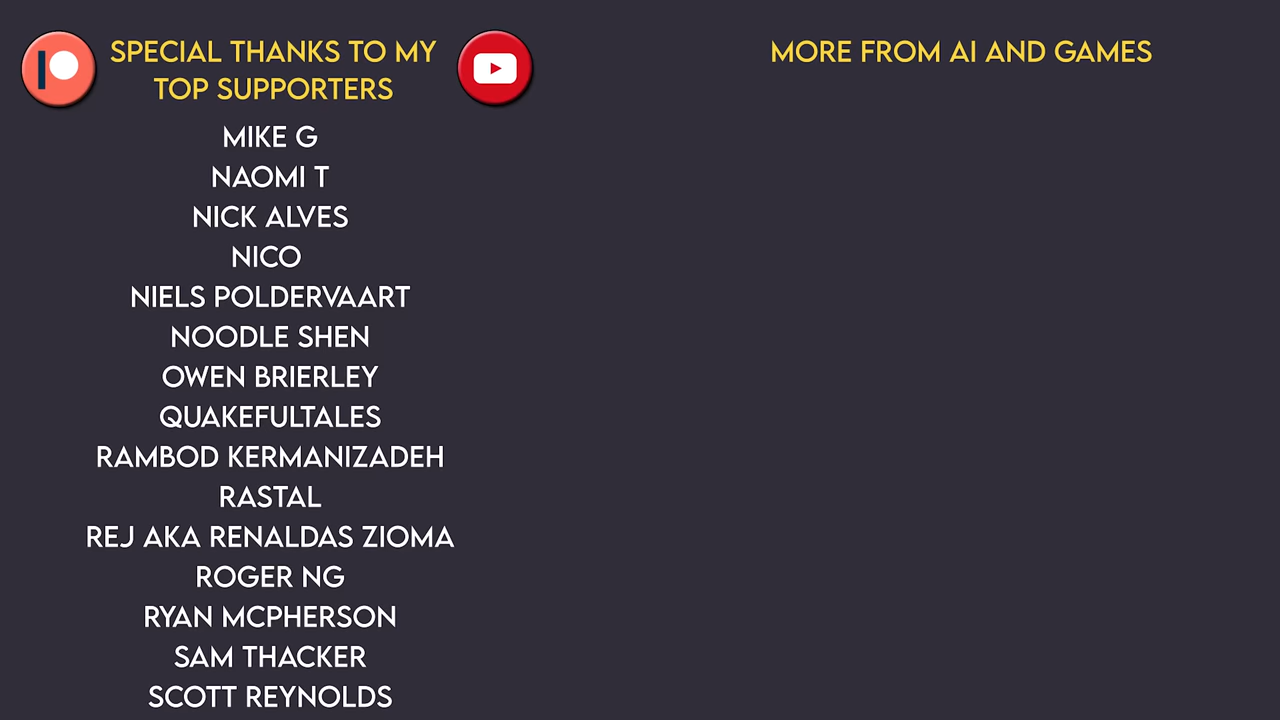 SPECIAL THANKS TO MY
TOP SUPPORTERS
MIKE G
NAOMI T
NICK ALVES
NICO
NIELS POLDERVAART
NOODLE SHEN
OWEN BRIERLEY
QUAKEFULTALES
RAMBOD KERMANIZADEH
RASTAL
REJ AKA RENALDAS ZIOMA
ROGER NG
RYAN MCPHERSON
SAM THACKER
SCOTT REYNOLDS
MORE FROM AI AND GAMES